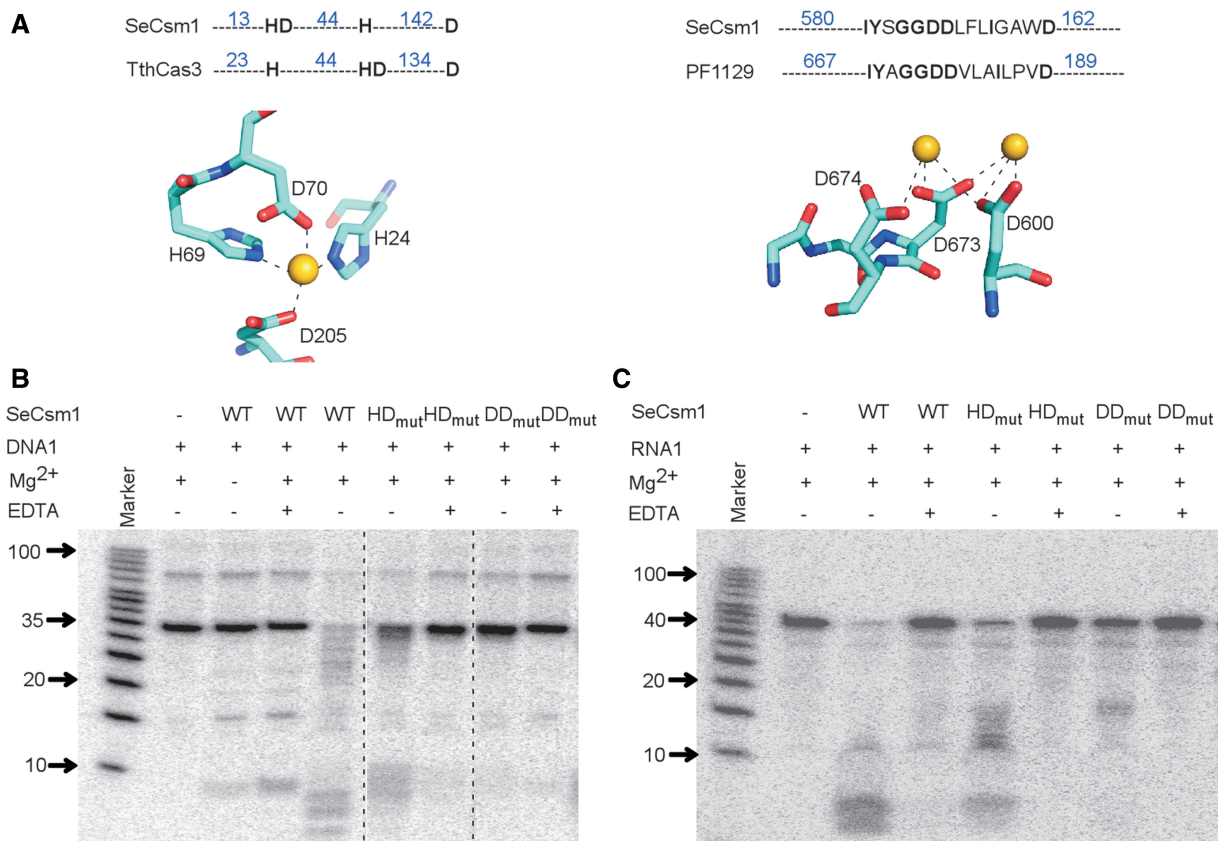 A
13 44 142
SeCsm1 ------HD---------H--------D
23 44 134
TthCas3 ------H---------HD-------D
580 162
SeCsm1 ------------IYSGGDDLFLIGAWD------------
667 189
PF1129 ------------IYAGGDDVLAILPVD------------
D70
H69
H24
D205
D674
D673
D600
B
SeCsm1 - WT WT WT HDmut HDmut DDmut DDmut
DNA1 + + + + + + + +
Mg2+ + - + + + + + +
EDTA - - + - - + - +
Marker
100
35
20
10
C
SeCsm1 - WT WT HDmut HDmut DDmut DDmut
RNA1 + + + + + + +
Mg2+ + + + + + + +
EDTA - - + - + - +
Marker
100
40
20
10